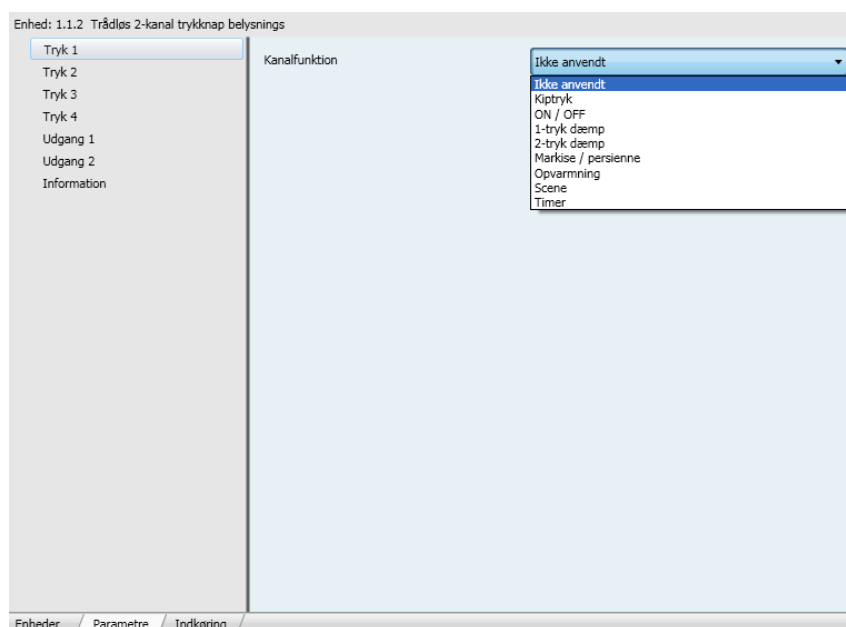 Enhed: 1.1.2 Trådløs 2-kanal trykknap belysnings
Tryk 1
Tryk 2
Tryk 3
Tryk 4
Udgang 1
Udgang 2
Information
Kanalfunktion
Ikke anvendt
Ikke anvendt
Kiptryk
ON / OFF
1-tryk dæmp
2-tryk dæmp
Markise / persienne
Opvarmning
Scene
Timer
Enheder / Parametre / Indkøring /